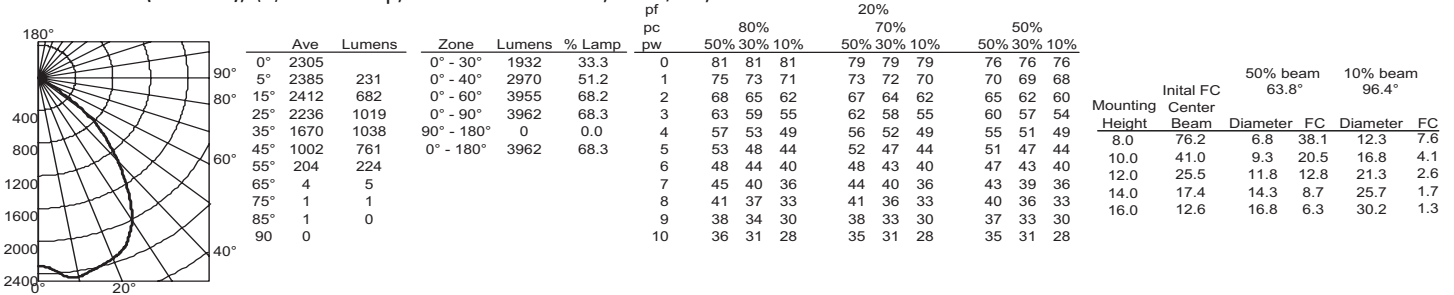 180°
90°
80°
60°
40°
20°
0°
400
800
1200
1600
2000
2400
Ave Lumens
0° 2305
5° 2385 231
15° 2412 682
25° 2236 1019
35° 1670 1038
45° 1002 761
55° 204 224
65° 4 5
75° 1 1
85° 1 0
90 0
Zone Lumens % Lamp
0° - 30° 1932 33.3
0° - 40° 2970 51.2
0° - 60° 3955 68.2
0° - 90° 3962 68.3
90° - 180° 0 0.0
0° - 180° 3962 68.3
pf 20%
pc 80% 70% 50%
pw 50% 30% 10% 50% 30% 10% 50% 30% 10%
0 81 81 81 79 79 79 76 76 76
1 75 73 71 73 72 70 70 69 68
2 68 65 62 67 64 62 65 62 60
3 63 59 55 62 58 55 60 57 54
4 57 53 49 56 52 49 55 51 49
5 53 48 44 52 47 44 51 47 44
6 48 44 40 48 43 40 47 43 40
7 45 40 36 44 40 36 43 39 36
8 41 37 33 41 36 33 40 36 33
9 38 34 30 38 33 30 37 33 30
10 36 31 28 35 31 28 35 31 28
50% beam 10% beam
63.8° 96.4°
Inital FC
Mounting Center
Height Beam Diameter FC Diameter FC
8.0 76.2 6.8 38.1 12.3 7.6
10.0 41.0 9.3 20.5 16.8 4.1
12.0 25.5 11.8 12.8 21.3 2.6
14.0 17.4 14.3 8.7 25.7 1.7
16.0 12.6 16.8 6.3 30.2 1.3